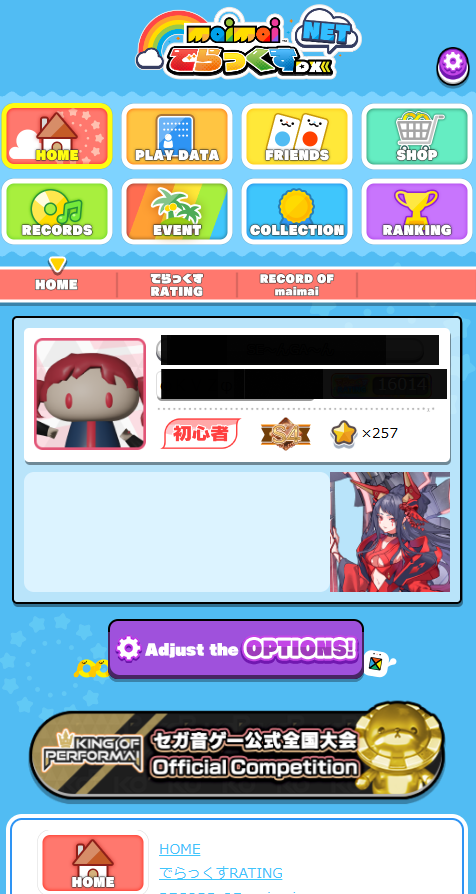 maimai NET
でらっくすDX
HOME
PLAY DATA
FRIENDS
SHOP
RECORDS
EVENT
COLLECTION
RANKING
HOME
でらっくす
RATING
RECORD OF
maimai
16014
初心者
S4
×257
Adjust the OPTIONS!
KING OF
PERFORMAI
セガ音ゲー公式全国大会
Official Competition
HOME
HOME
でらっくすRATING